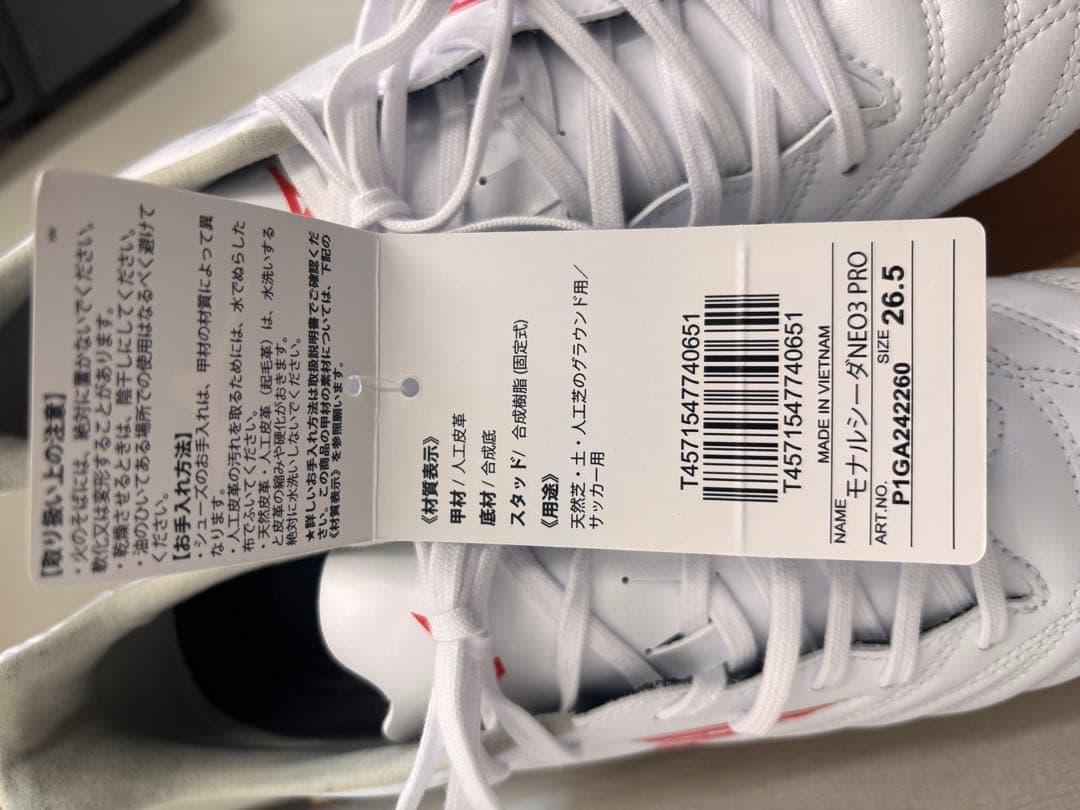 【取り扱い上の注意】
・火のそばには、絶対に置かないでください。
軟化又は変形することがあります。
・乾燥させるときは、陰干しにしてください。
・油のひいてある場所での使用はなるべく避けて
ください。
【お手入れ方法】
・シューズのお手入れは、甲材の材質によって異
なります。
・人工皮革の汚れを取るためには、水でぬらした
布でふいてください。
・天然皮革・人工皮革（起毛革）は、水洗いする
と皮革の縮みや硬化がおきます。
絶対に水洗いしないでください。
★詳しいお手入れ方法は取扱説明書でご確認くだ
さい。この商品の甲材の素材については、下記の
《材質表示》を参照願います。
《材質表示》
甲材 / 人工皮革
底材 / 合成底
スタッド/ 合成樹脂 (固定式)
《用途》
天然芝・土・人工芝のグラウンド用/
サッカー用
T4571547740651
T4571547740651
MADE IN VIETNAM
NAME モナルシーダNEO3 PRO
ART.NO. SIZE
P1GA242260 26.5